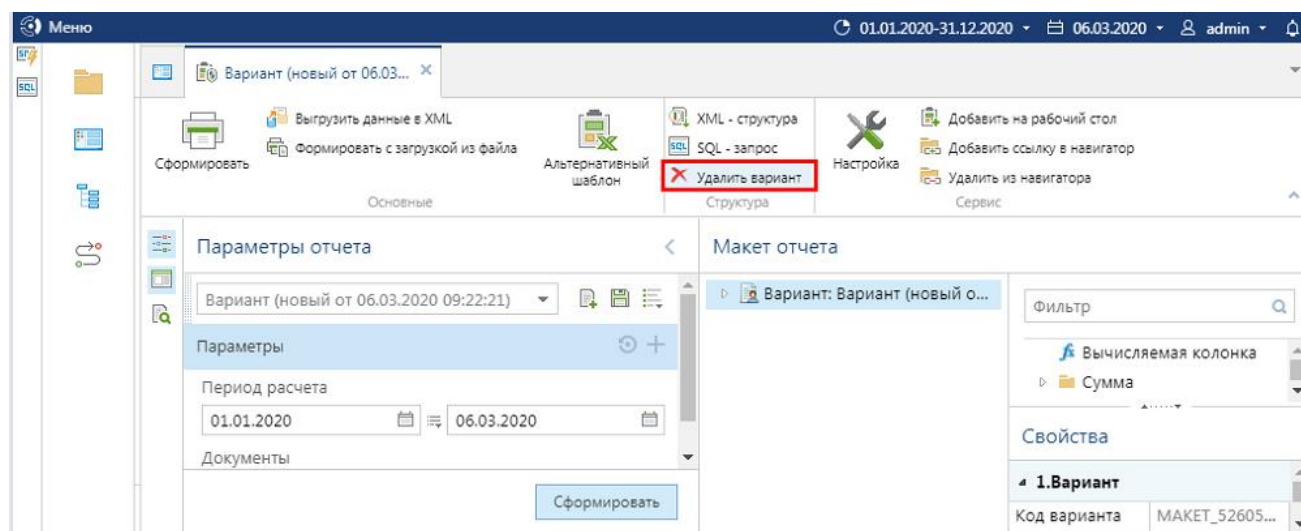 Меню
01.01.2020-31.12.2020
06.03.2020
admin
SQL
Вариант (новый от 06.03...
Сформировать
Выгрузить данные в XML
Формировать с загрузкой из файла
Альтернативный шаблон
Основные
XML - структура
SQL - запрос
Удалить вариант
Структура
Настройка
Добавить на рабочий стол
Добавить ссылку в навигатор
Удалить из навигатора
Сервис
Параметры отчета
Вариант (новый от 06.03.2020 09:22:21)
Параметры
Период расчета
01.01.2020
06.03.2020
Документы
Сформировать
Макет отчета
Вариант: Вариант (новый о...
Фильтр
fx Вычисляемая колонка
Сумма
Свойства
1.Вариант
Код варианта
МАКЕТ_52605...